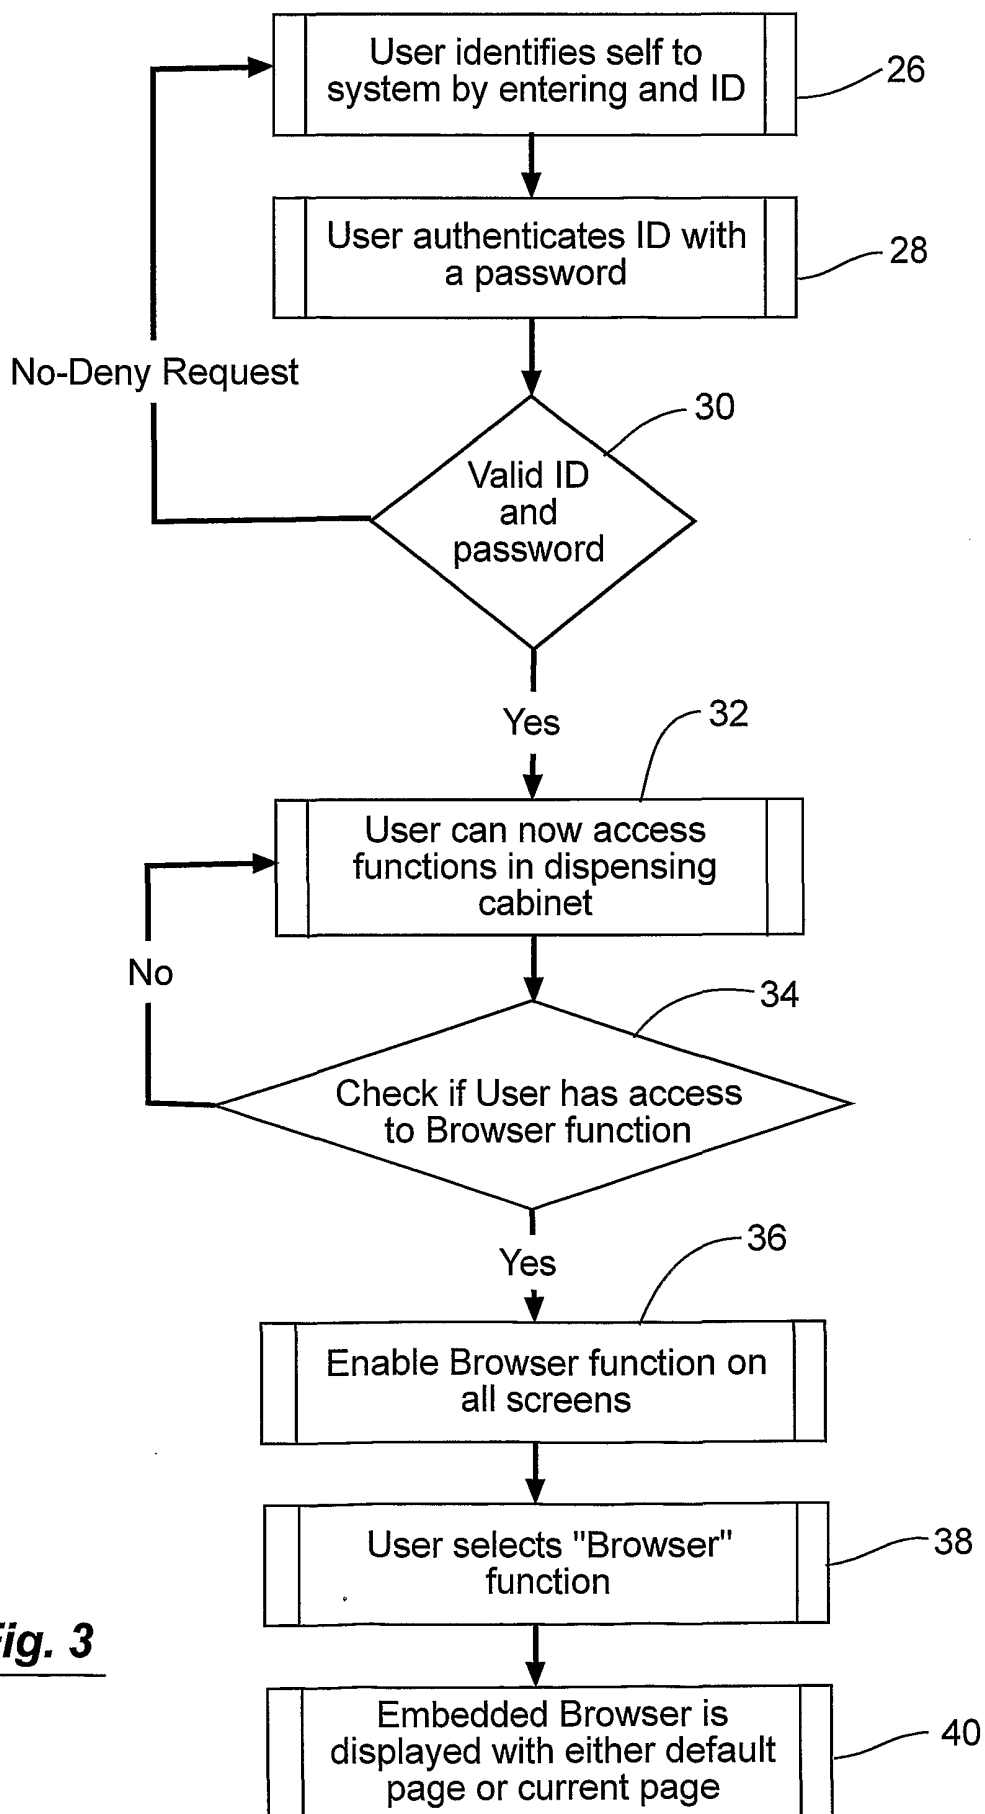 User identifies self to
system by entering and ID
26
User authenticates ID with
a password
28
No-Deny Request
30
Valid ID
and
password
Yes
32
User can now access
functions in dispensing
cabinet
No
34
Check if User has access
to Browser function
36
Yes
Enable Browser function on
all screens
User selects "Browser"
function
38
Fig. 3
Embedded Browser is
displayed with either default
page or current page
40